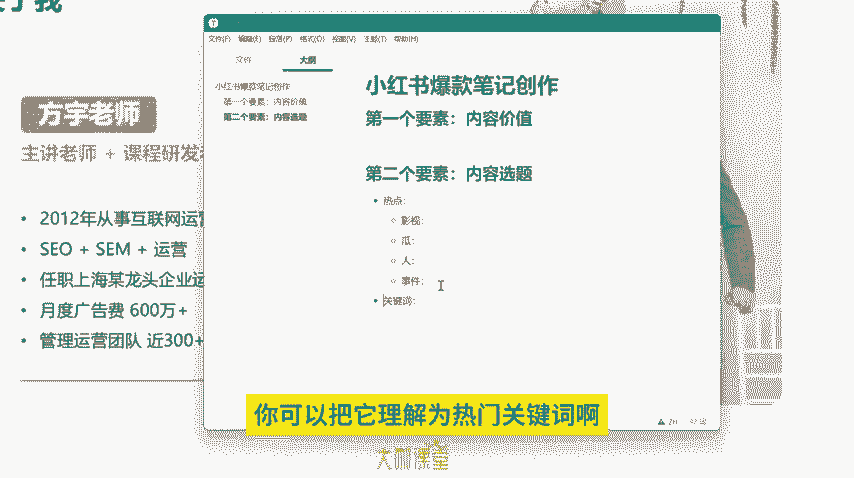 于了我
方宇老师
主讲老师 + 课程研发
2012年从事互联网运营
SEO + SEM + 运营
任职上海某龙头企业运
月度广告费 600万+
管理运营团队 近300+
文件(F) 编辑(E) 段落(P) 格式(O) 视图(V) 主题(T) 帮助(H)
文件 大纲
小红书爆款笔记创作
第一个要素：内容价值
第二个要素：内容选题
小红书爆款笔记创作
第一个要素：内容价值
第二个要素：内容选题
热点：
影视：
瓜：
人：
事件：
关键词：
你可以把它理解为热门关键词啊